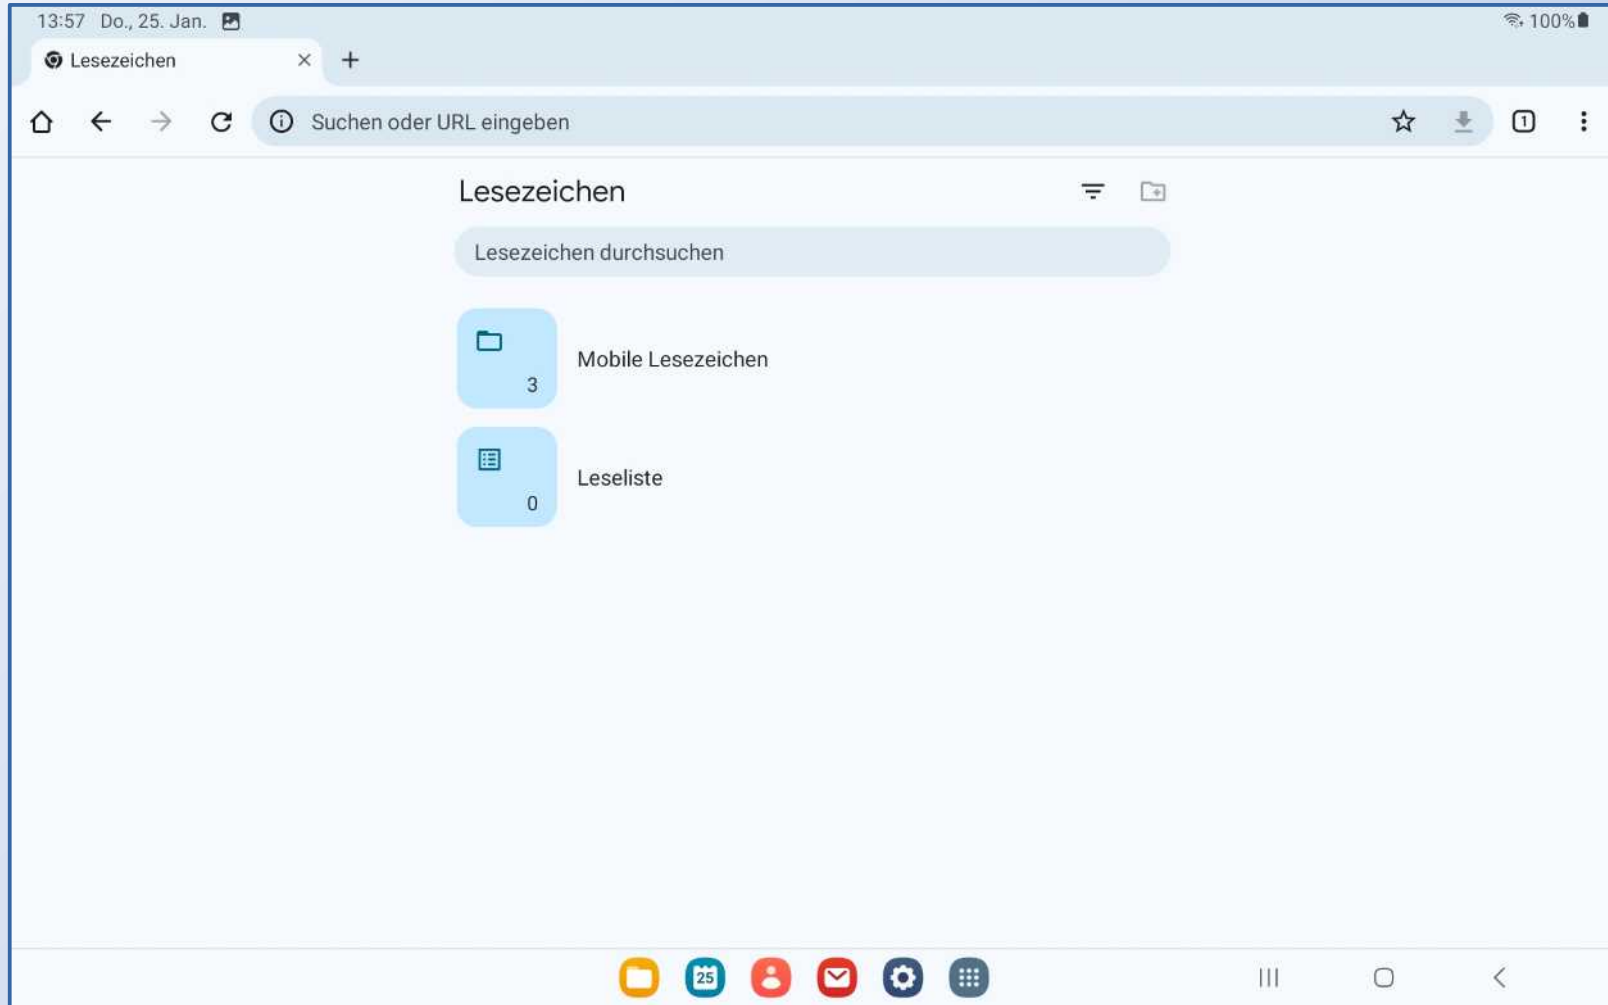 13:57 Do., 25. Jan. 100%
Lesezeichen
Suchen oder URL eingeben 1
Lesezeichen
Lesezeichen durchsuchen
Mobile Lesezeichen
3
Leseliste
0
25